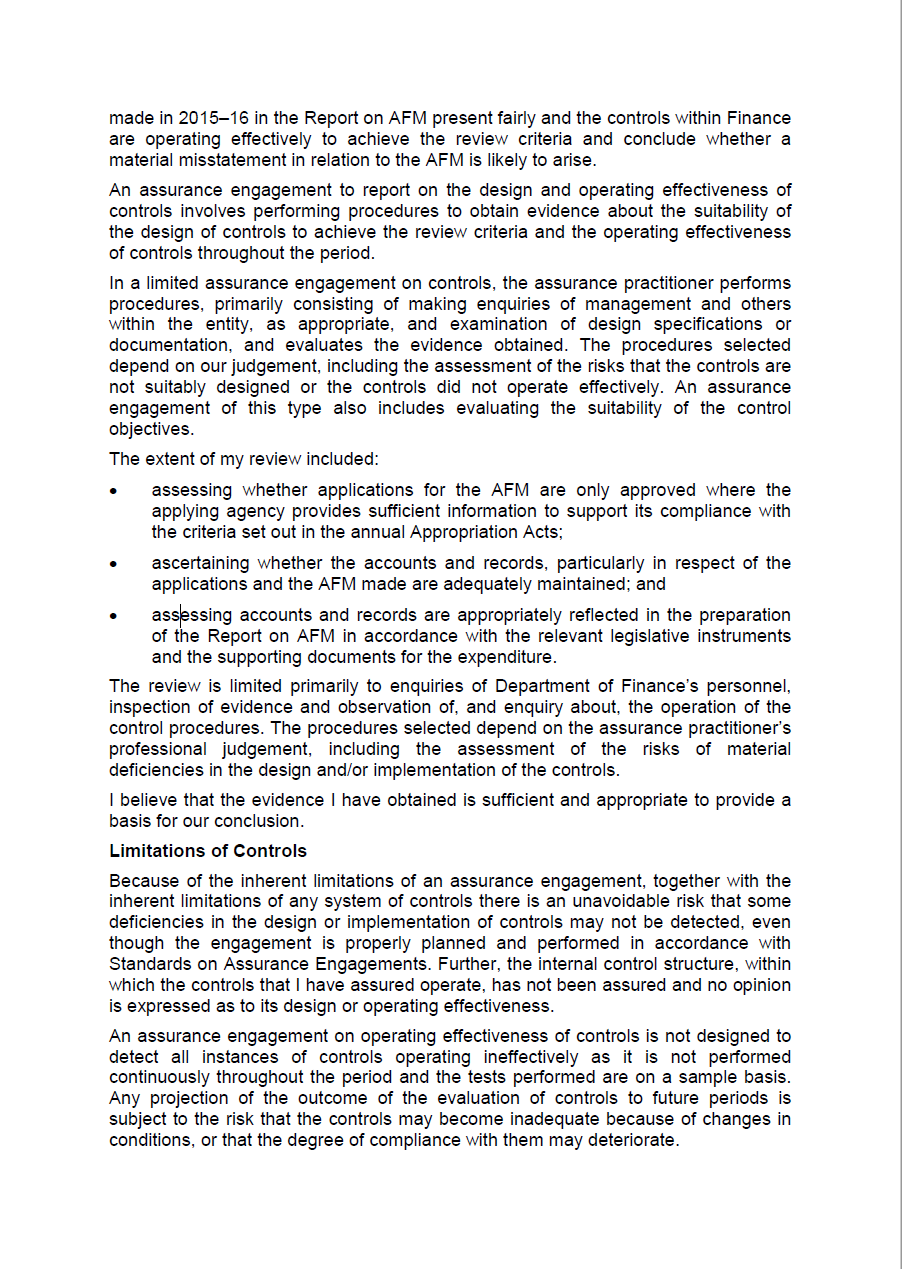 made in 2015–16 in the Report on AFM present fairly and the controls within Finance
are operating effectively to achieve the review criteria and conclude whether a
material misstatement in relation to the AFM is likely to arise.
An assurance engagement to report on the design and operating effectiveness of
controls involves performing procedures to obtain evidence about the suitability of
the design of controls to achieve the review criteria and the operating effectiveness
of controls throughout the period.
In a limited assurance engagement on controls, the assurance practitioner performs
procedures, primarily consisting of making enquiries of management and others
within the entity, as appropriate, and examination of design specifications or
documentation, and evaluates the evidence obtained. The procedures selected
depend on our judgement, including the assessment of the risks that the controls are
not suitably designed or the controls did not operate effectively. An assurance
engagement of this type also includes evaluating the suitability of the control
objectives.
The extent of my review included:
• assessing whether applications for the AFM are only approved where the
applying agency provides sufficient information to support its compliance with
the criteria set out in the annual Appropriation Acts;
• ascertaining whether the accounts and records, particularly in respect of the
applications and the AFM made are adequately maintained; and
• assessing accounts and records are appropriately reflected in the preparation
of the Report on AFM in accordance with the relevant legislative instruments
and the supporting documents for the expenditure.
The review is limited primarily to enquiries of Department of Finance's personnel,
inspection of evidence and observation of, and enquiry about, the operation of the
control procedures. The procedures selected depend on the assurance practitioner's
professional judgement, including the assessment of the risks of material
deficiencies in the design and/or implementation of the controls.
I believe that the evidence I have obtained is sufficient and appropriate to provide a
basis for our conclusion.
Limitations of Controls
Because of the inherent limitations of an assurance engagement, together with the
inherent limitations of any system of controls there is an unavoidable risk that some
deficiencies in the design or implementation of controls may not be detected, even
though the engagement is properly planned and performed in accordance with
Standards on Assurance Engagements. Further, the internal control structure, within
which the controls that I have assured operate, has not been assured and no opinion
is expressed as to its design or operating effectiveness.
An assurance engagement on operating effectiveness of controls is not designed to
detect all instances of controls operating ineffectively as it is not performed
continuously throughout the period and the tests performed are on a sample basis.
Any projection of the outcome of the evaluation of controls to future periods is
subject to the risk that the controls may become inadequate because of changes in
conditions, or that the degree of compliance with them may deteriorate.